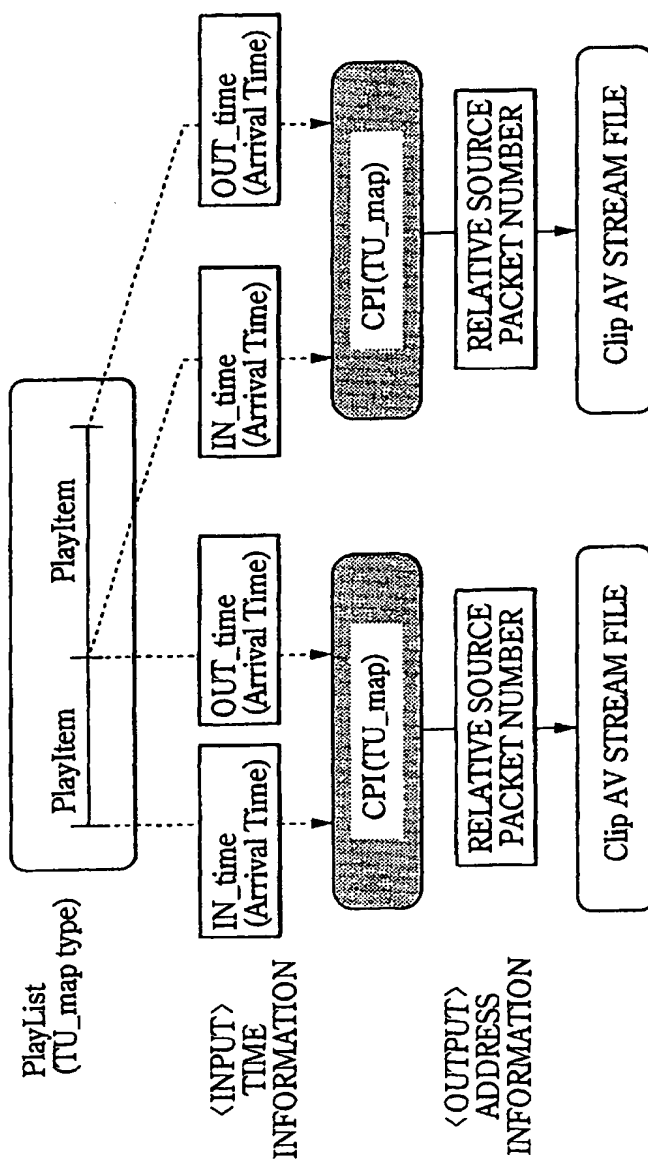 PlayList
(TU_map type)
PlayItem
PlayItem
<INPUT>
TIME
INFORMATION
IN_time
(Arrival Time)
OUT_time
(Arrival Time)
IN_time
(Arrival Time)
OUT_time
(Arrival Time)
CPI(TU_map)
CPI(TU_map)
<OUTPUT>
ADDRESS
INFORMATION
RELATIVE SOURCE
PACKET NUMBER
RELATIVE SOURCE
PACKET NUMBER
Clip AV STREAM FILE
Clip AV STREAM FILE